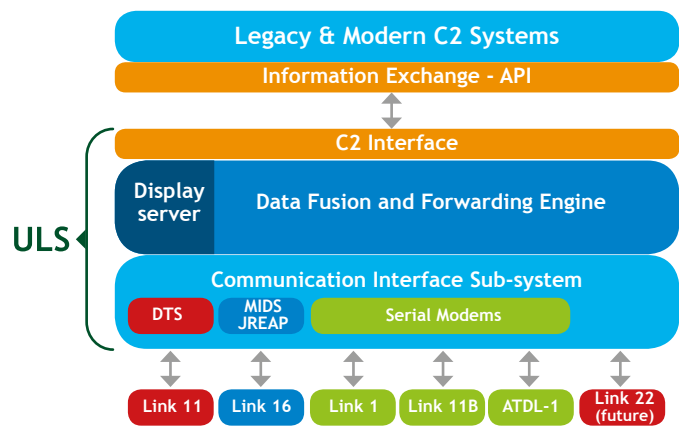 Legacy & Modern C2 Systems
Information Exchange - API
C2 Interface
ULS
Display
server
Data Fusion and Forwarding Engine
Communication Interface Sub-system
DTS
MIDS
JREAP
Serial Modems
Link 11
Link 16
Link 1
Link 11B
ATDL-1
Link 22
(future)